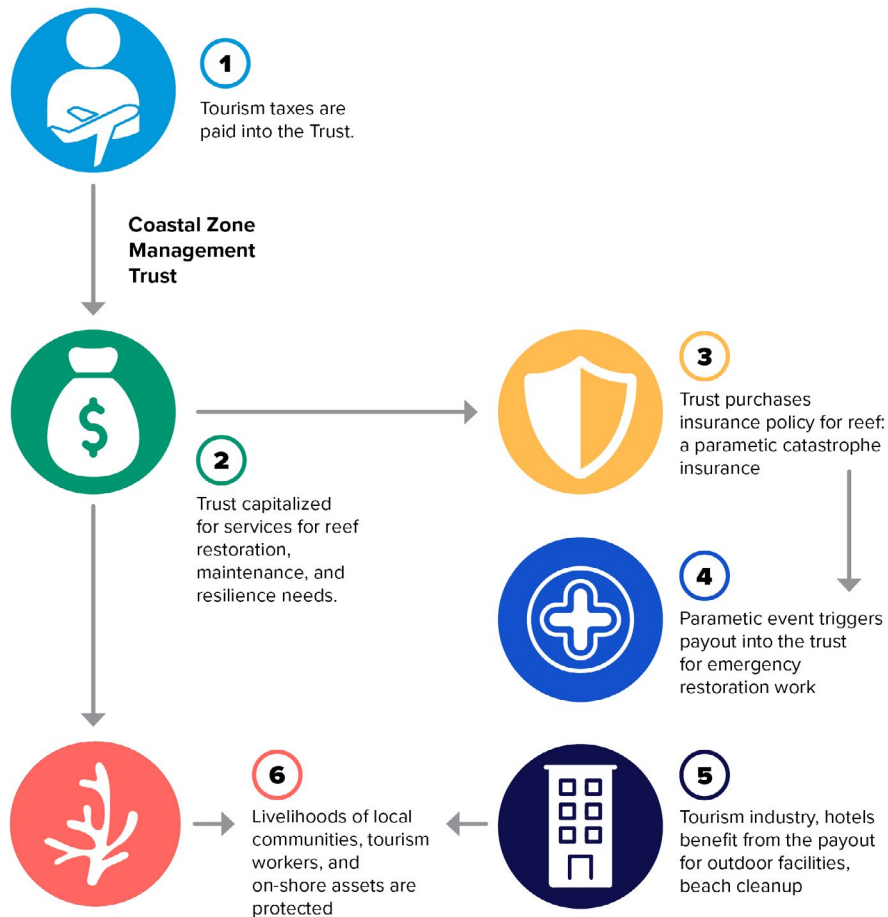 1
Tourism taxes are
paid into the Trust.
Coastal Zone
Management
Trust
$
2
Trust capitalized
for services for reef
restoration,
maintenance, and
resilience needs.
3
Trust purchases
insurance policy for reef:
a parametic catastrophe
insurance
4
Parametic event triggers
payout into the trust
for emergency
restoration work
5
Tourism industry, hotels
benefit from the payout
for outdoor facilities,
beach cleanup
6
Livelihoods of local
communities, tourism
workers, and
on-shore assets are
protected